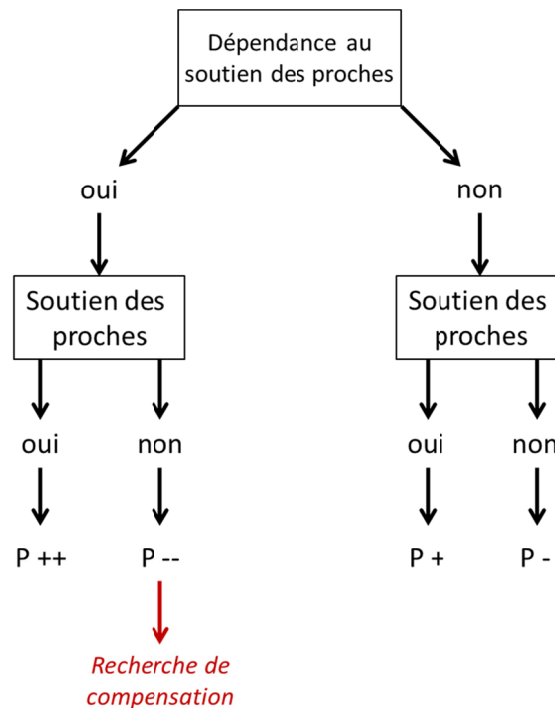 Dépendance au
soutien des proches
oui
non
Soutien des
proches
Soutien des
proches
oui
non
oui
non
P ++
P --
P +
P -
Recherche de
compensation